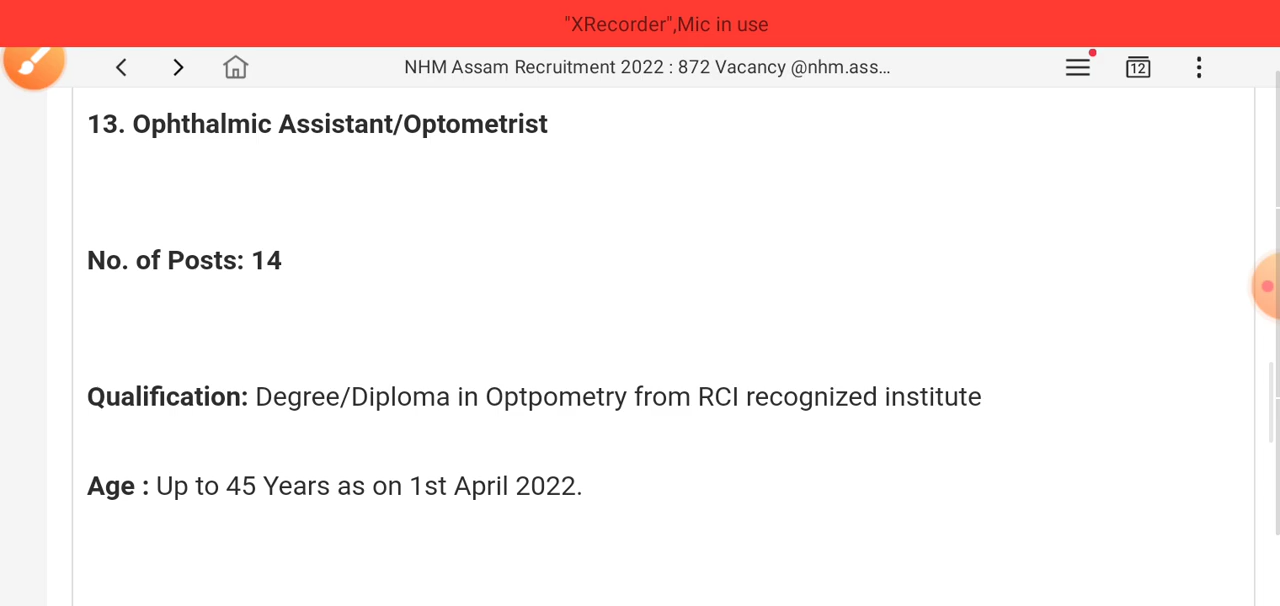 "XRecorder",Mic in use
NHM Assam Recruitment 2022 : 872 Vacancy @nhm.ass...
12
13. Ophthalmic Assistant/Optometrist
No. of Posts: 14
Qualification: Degree/Diploma in Optpometry from RCI recognized institute
Age : Up to 45 Years as on 1st April 2022.